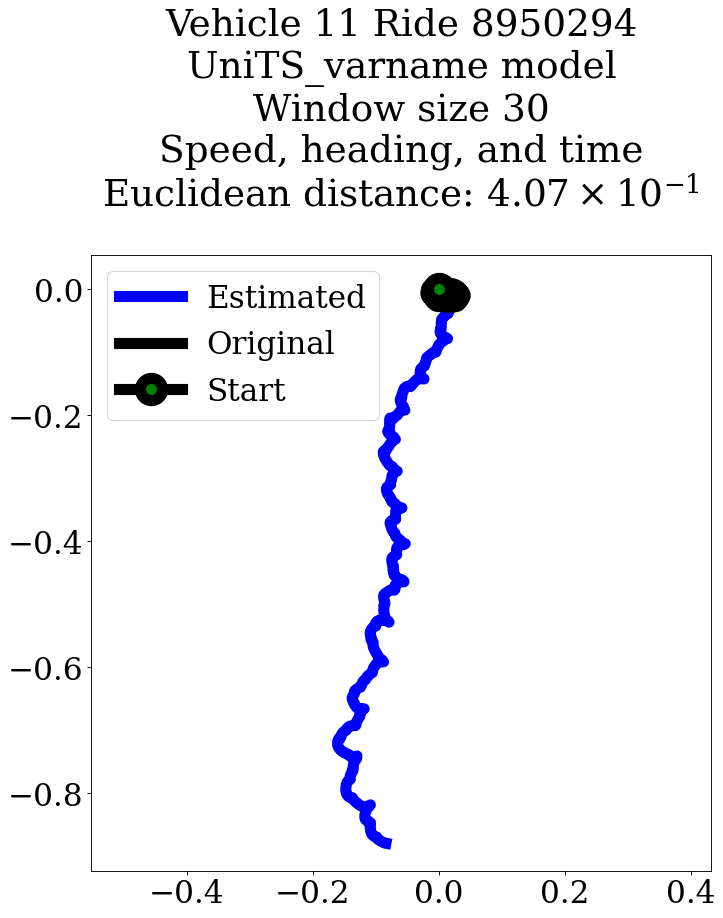 Vehicle 11 Ride 8950294
UniTS_varname model
Window size 30
Speed, heading, and time
Euclidean distance: 4.07 × 10⁻¹
Estimated
Original
Start
0.0
−0.2
−0.4
−0.6
−0.8
−0.4 −0.2 0.0 0.2 0.4